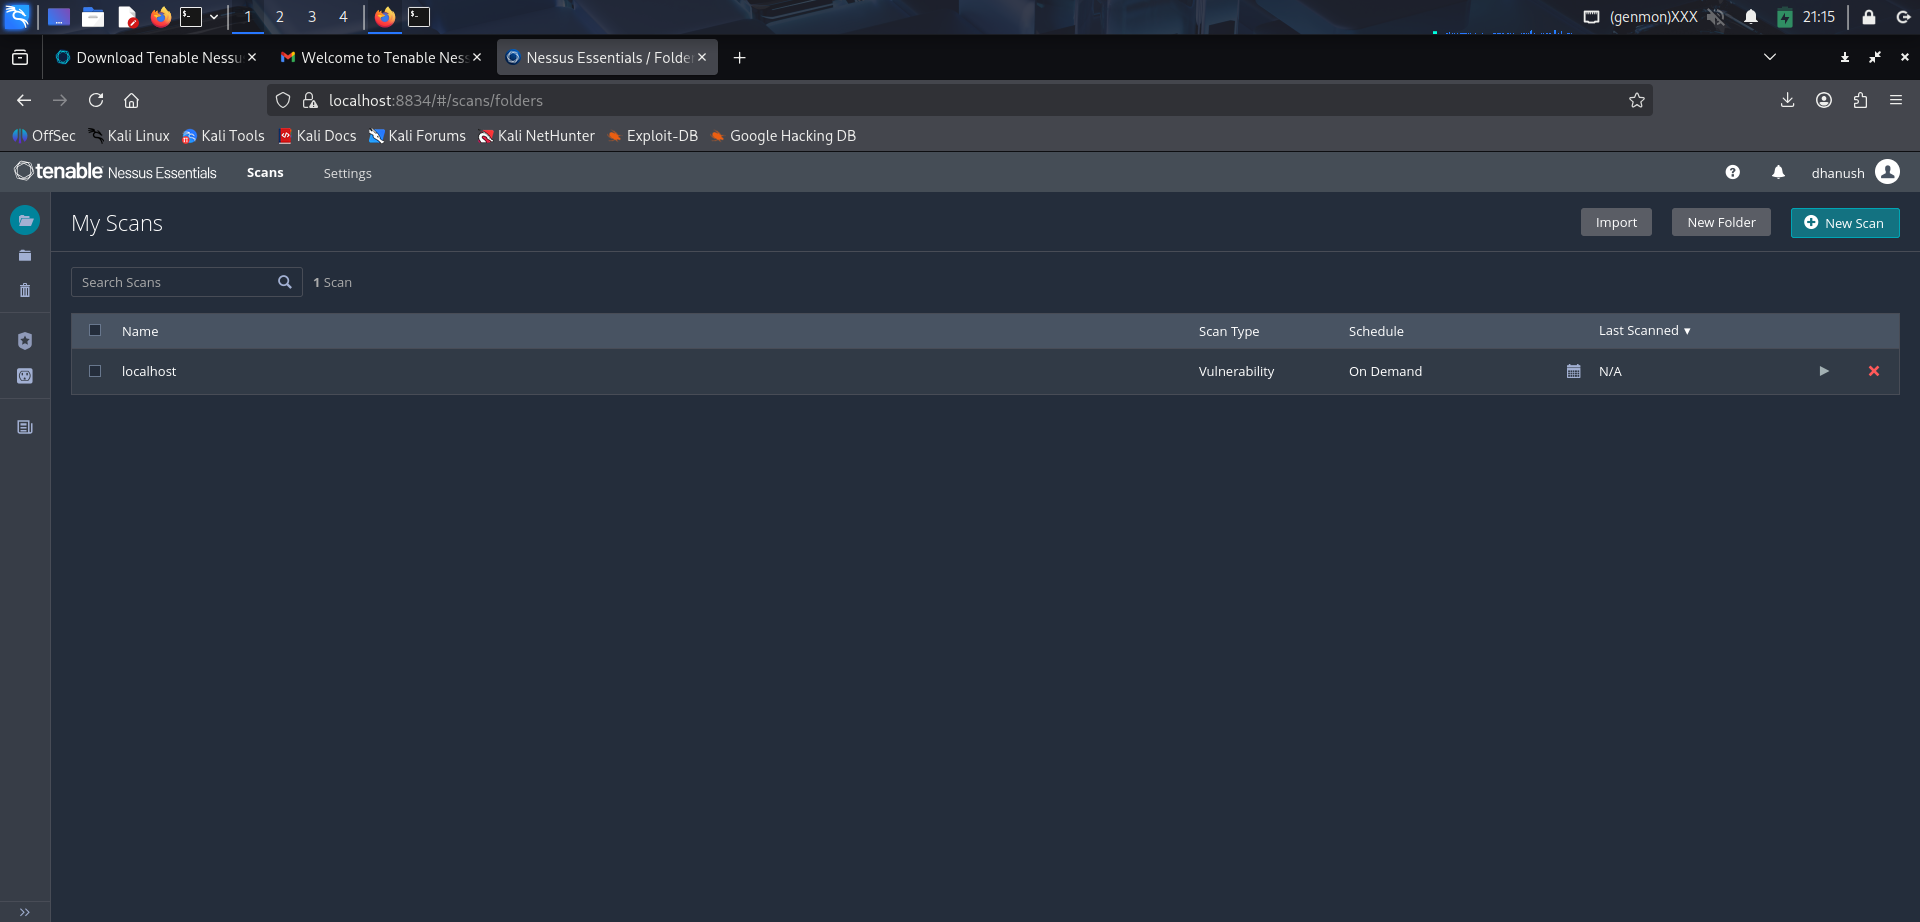 1 2 3 4 (genmon)XXX 21:15
Download Tenable Nessu Welcome to Tenable Ness Nessus Essentials / Folder
localhost:8834/#/scans/folders
OffSec Kali Linux Kali Tools Kali Docs Kali Forums Kali NetHunter Exploit-DB Google Hacking DB
tenable Nessus Essentials Scans Settings dhanush
My Scans Import New Folder New Scan
Search Scans 1 Scan
Name Scan Type Schedule Last Scanned
localhost Vulnerability On Demand N/A